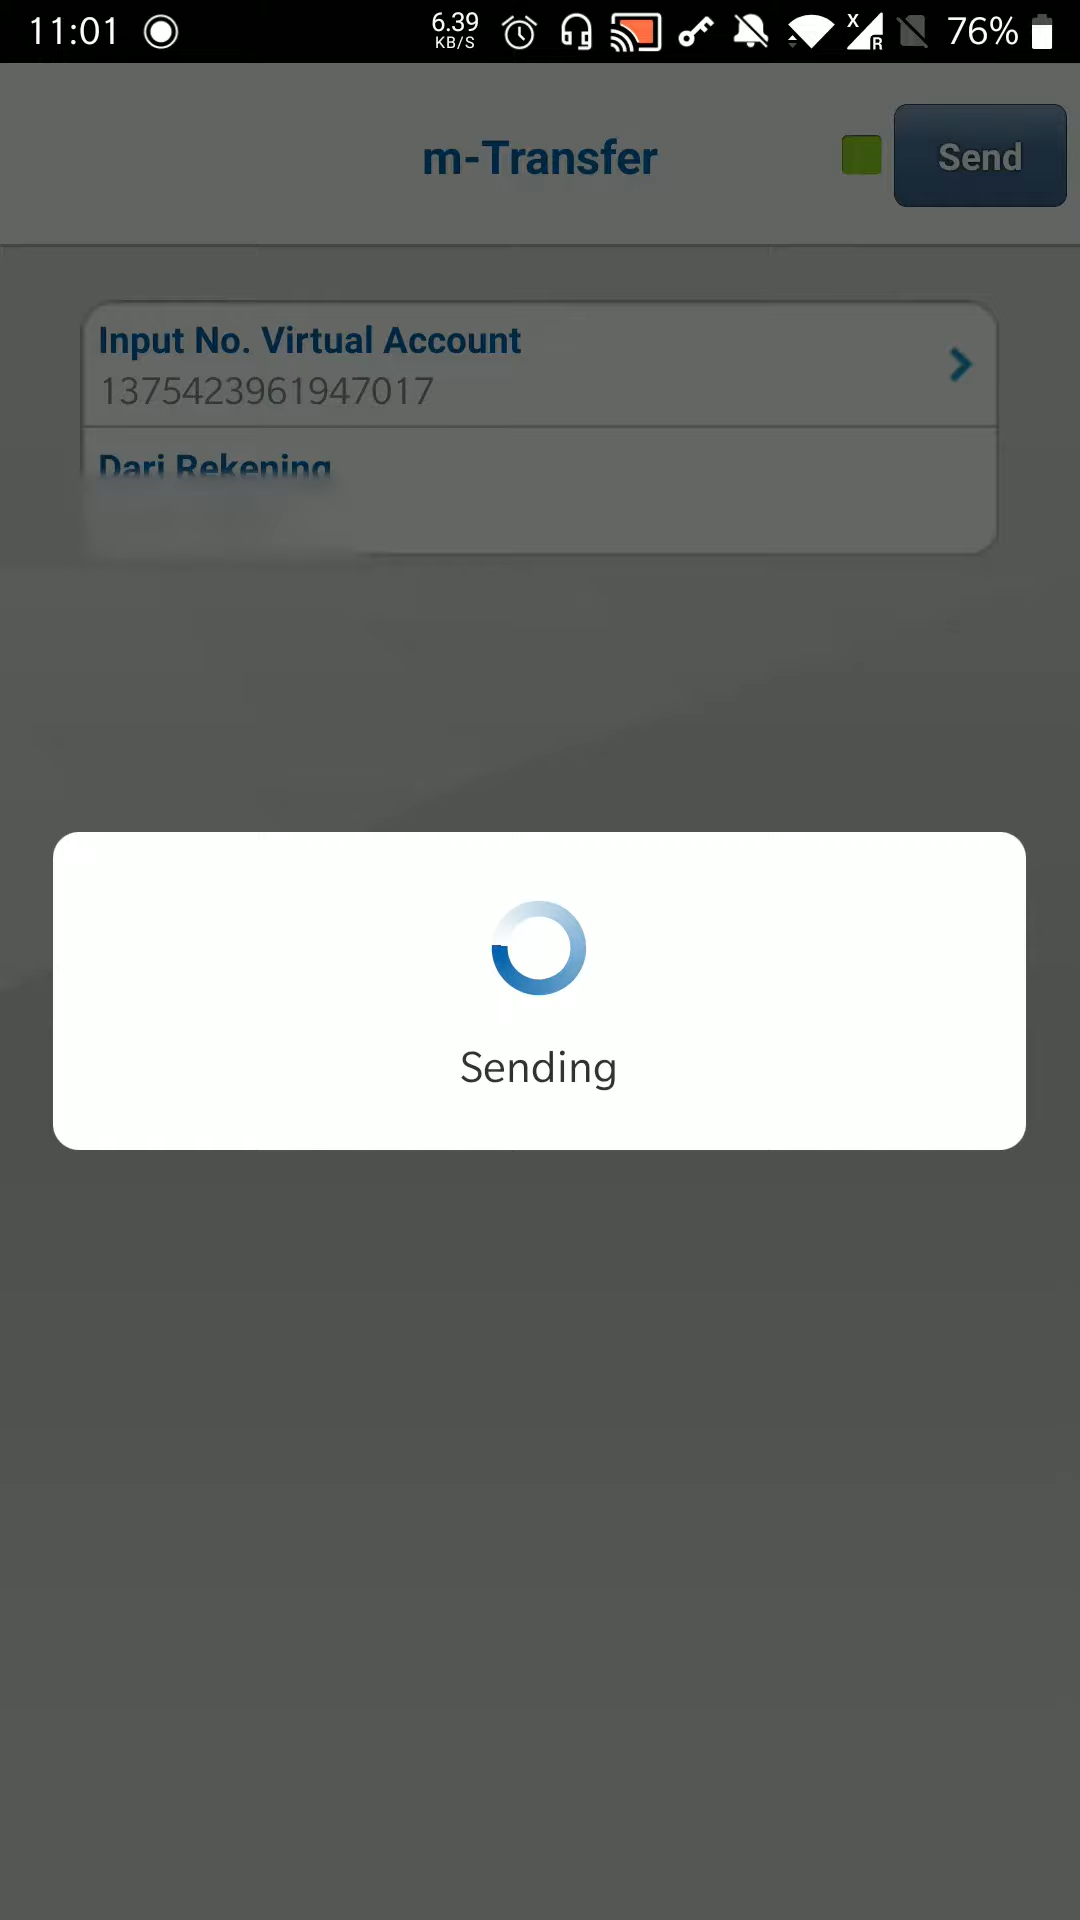 11:01
6.39
KB/S
X
R
76%
m-Transfer
Send
Input No. Virtual Account
1375423961947017
Dari Rekening
Sending